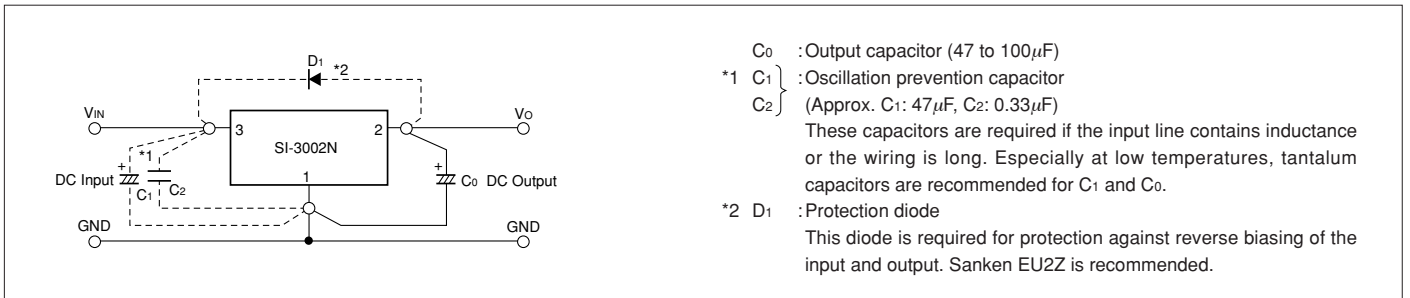 D1
*2
VIN
VO
3
2
SI-3002N
*1
1
+
+
DC Input
C1
C2
C0 DC Output
GND
GND
C0 : Output capacitor (47 to 100µF)
*1 C1 : Oscillation prevention capacitor
C2 (Approx. C1: 47µF, C2: 0.33µF)
These capacitors are required if the input line contains inductance
or the wiring is long. Especially at low temperatures, tantalum
capacitors are recommended for C1 and C0.
*2 D1 : Protection diode
This diode is required for protection against reverse biasing of the
input and output. Sanken EU2Z is recommended.